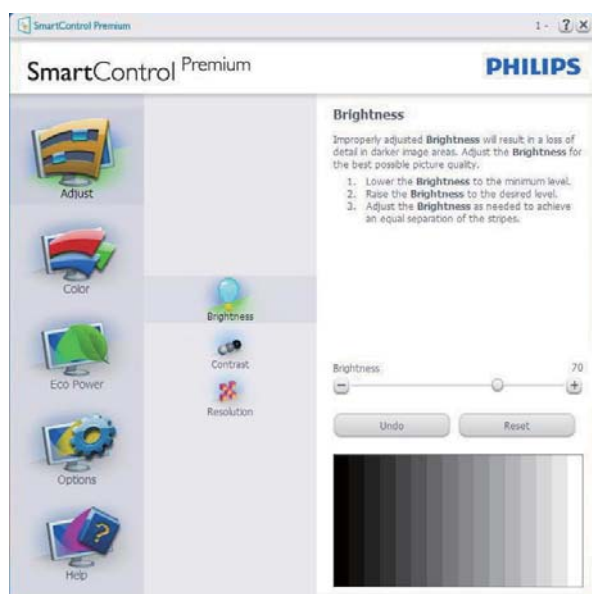 SmartControl Premium
1 - ? X
SmartControl Premium
PHILIPS
Adjust
Color
Eco Power
Options
Help
Brightness
Contrast
Resolution
Brightness
Improperly adjusted Brightness will result in a loss of
detail in darker image areas. Adjust the Brightness for
the best possible picture quality.
1. Lower the Brightness to the minimum level.
2. Raise the Brightness to the desired level.
3. Adjust the Brightness as needed to achieve
an equal separation of the stripes.
Brightness 70
Undo Reset